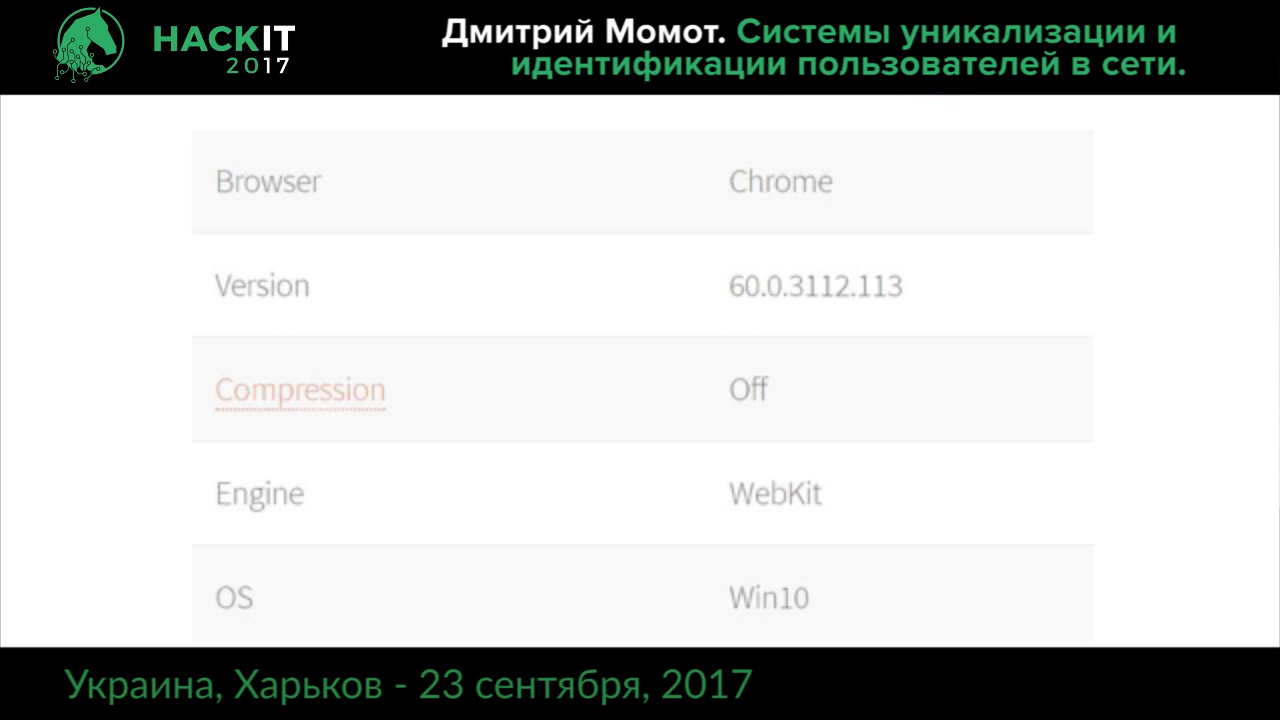 HACKIT
2017
Дмитрий Момот. Системы уникализации и
идентификации пользователей в сети.
Browser Chrome
Version 60.0.3112.113
Compression Off
Engine WebKit
OS Win10
Украина, Харьков - 23 сентября, 2017